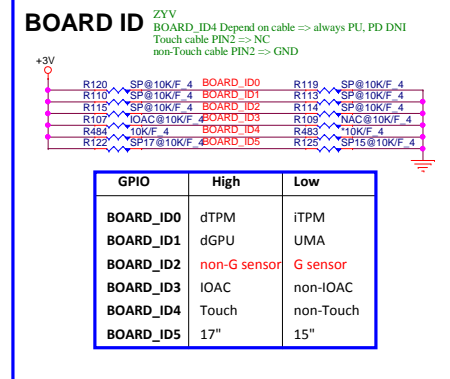 BOARD ID
ZYV
BOARD_ID4 Depend on cable => always PU, PD DNI
Touch cable PIN2 => NC
non-Touch cable PIN2 => GND
+3V
R120 SP@10K/F_4 BOARD_ID0 R119 SP@10K/F_4
R110 SP@10K/F_4 BOARD_ID1 R113 SP@10K/F_4
R115 SP@10K/F_4 BOARD_ID2 R114 SP@10K/F_4
R107 IOAC@10K/F_4 BOARD_ID3 R109 NAC@10K/F_4
R484 10K/F_4 BOARD_ID4 R483 *10K/F_4
R122 SP17@10K/F_4 BOARD_ID5 R125 SP15@10K/F_4
GPIO High Low
BOARD_ID0 dTPM iTPM
BOARD_ID1 dGPU UMA
BOARD_ID2 non-G sensor G sensor
BOARD_ID3 IOAC non-IOAC
BOARD_ID4 Touch non-Touch
BOARD_ID5 17" 15"